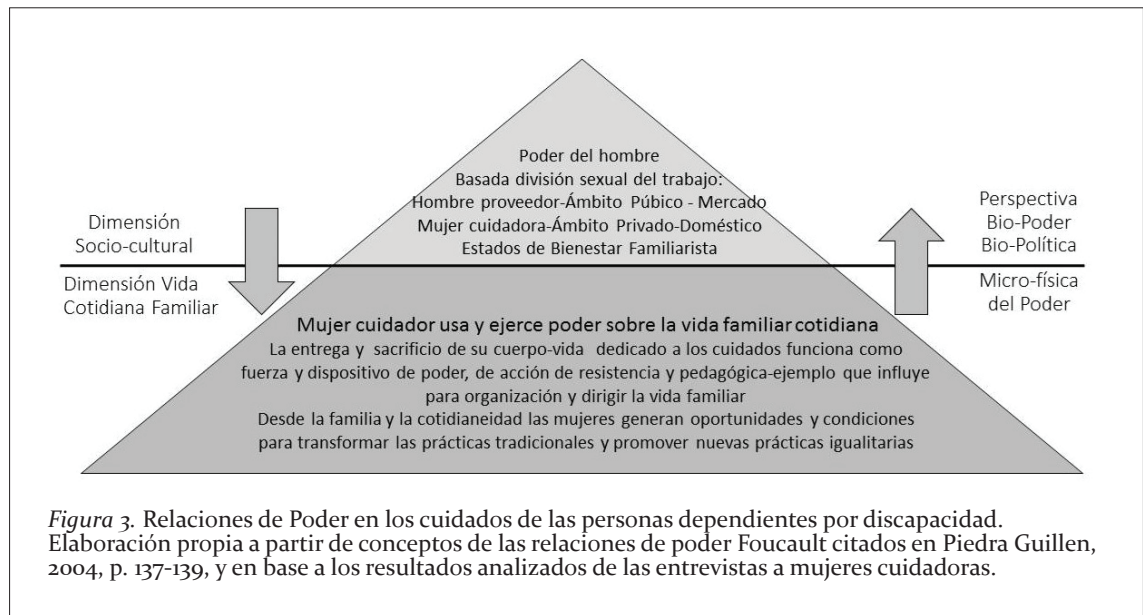 Poder del hombre
Basada división sexual del trabajo:
Hombre proveedor-Ámbito Púbico - Mercado
Mujer cuidadora-Ámbito Privado-Doméstico
Estados de Bienestar Familiarista
Dimensión
Socio-cultural
Perspectiva
Bio-Poder
Bio-Política
Dimensión Vida
Cotidiana Familiar
Micro-física
del Poder
Mujer cuidador usa y ejerce poder sobre la vida familiar cotidiana
La entrega y sacrificio de su cuerpo-vida dedicado a los cuidados funciona como
fuerza y dispositivo de poder, de acción de resistencia y pedagógica-ejemplo que influye
para organización y dirigir la vida familiar
Desde la familia y la cotidianeidad las mujeres generan oportunidades y condiciones
para transformar las prácticas tradicionales y promover nuevas prácticas igualitarias
Figura 3. Relaciones de Poder en los cuidados de las personas dependientes por discapacidad.
Elaboración propia a partir de conceptos de las relaciones de poder Foucault citados en Piedra Guillen,
2004, p. 137-139, y en base a los resultados analizados de las entrevistas a mujeres cuidadoras.